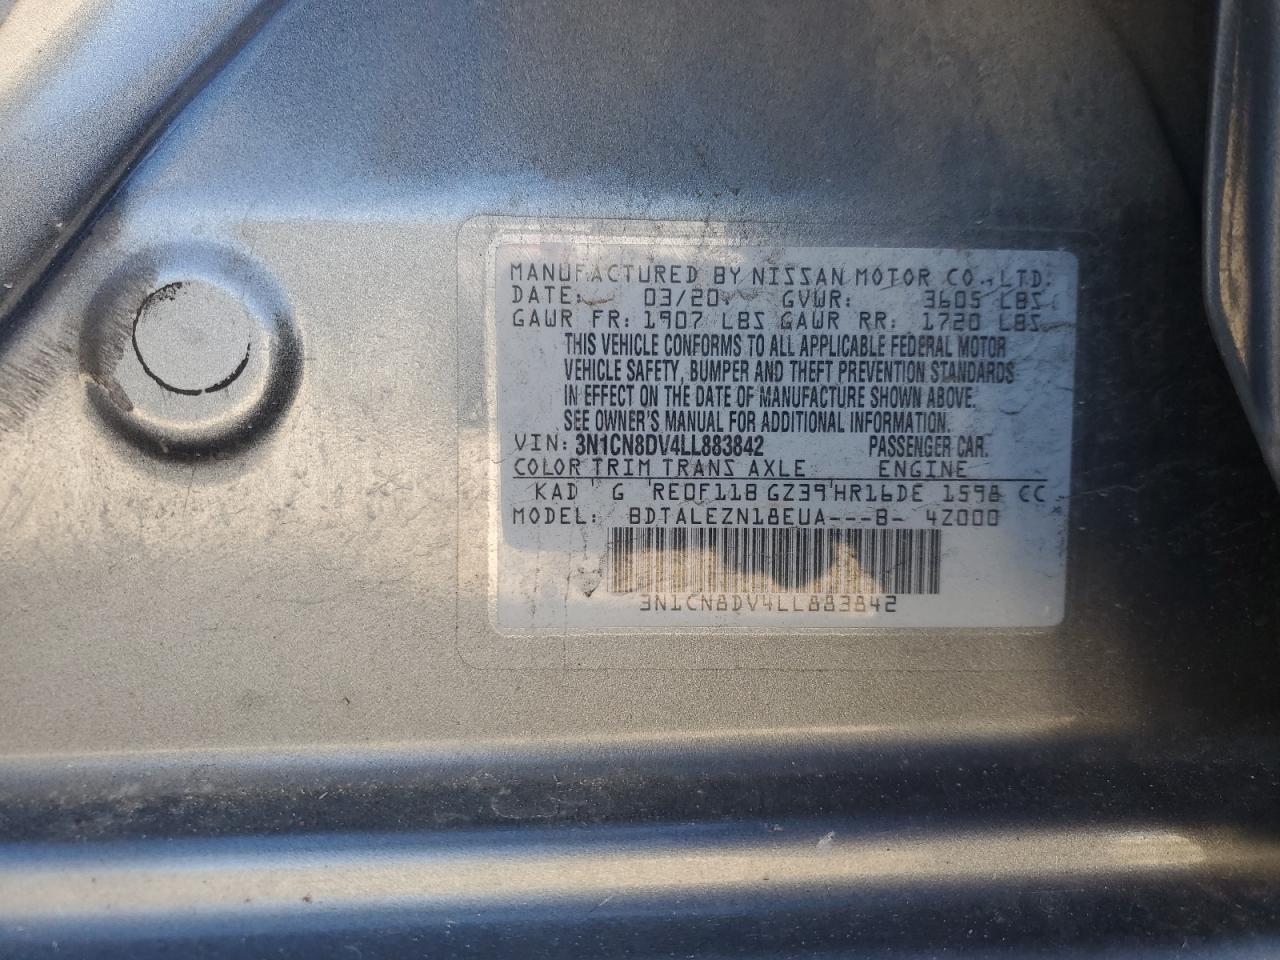 MANUFACTURED BY NISSAN MOTOR CO.,LTD.
DATE: 03/20 GVWR: 3605 LBS
GAWR FR: 1907 LBS GAWR RR: 1720 LBS
THIS VEHICLE CONFORMS TO ALL APPLICABLE FEDERAL MOTOR
VEHICLE SAFETY, BUMPER AND THEFT PREVENTION STANDARDS
IN EFFECT ON THE DATE OF MANUFACTURE SHOWN ABOVE.
SEE OWNER'S MANUAL FOR ADDITIONAL INFORMATION.
VIN: 3N1CN8DV4LL883842 PASSENGER CAR.
COLOR TRIM TRANS AXLE ENGINE
KAD G RE0F11B GZ39 HR16DE 1598 CC
MODEL: BDTALEZN18EUA---B- 4Z000
3N1CN8DV4LL883842